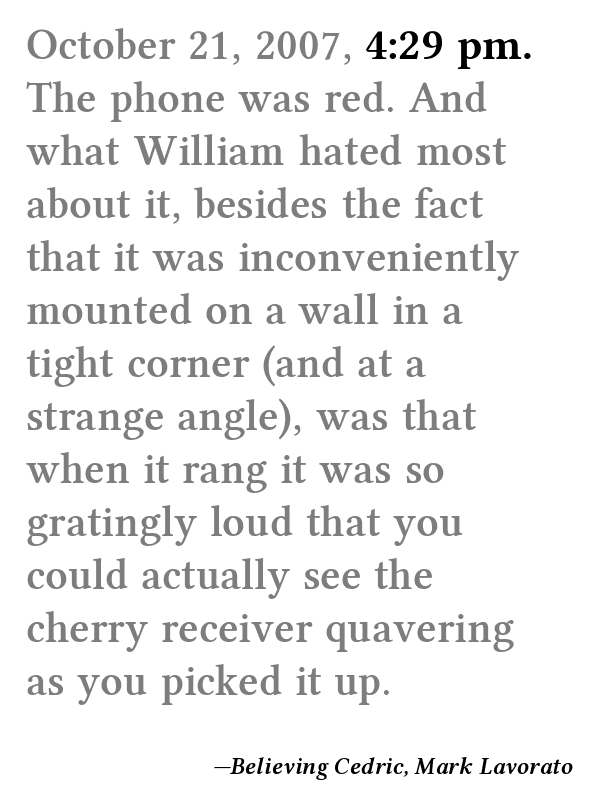 October 21, 2007, 4:29 pm.
The phone was red. And
what William hated most
about it, besides the fact
that it was inconveniently
mounted on a wall in a
tight corner (and at a
strange angle), was that
when it rang it was so
gratingly loud that you
could actually see the
cherry receiver quavering
as you picked it up.
—Believing Cedric, Mark Lavorato